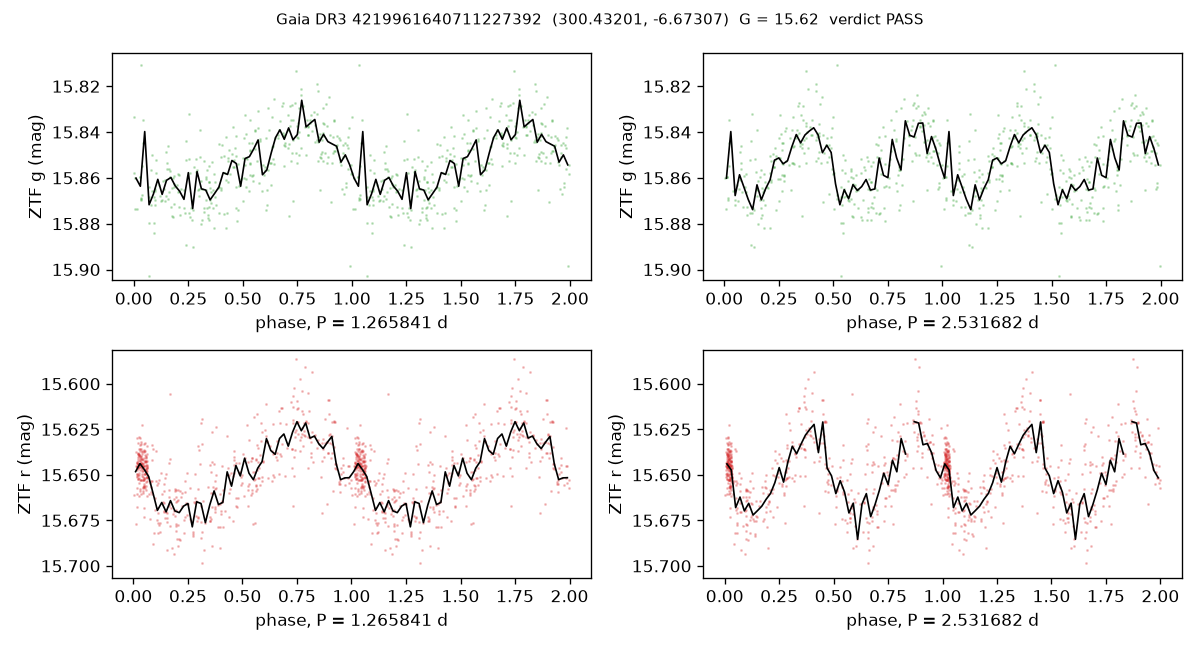 Gaia DR3 4219961640711227392  (300.43201, -6.67307)  G = 15.62  verdict PASS
ZTF g (mag)
15.82
15.84
15.86
15.88
15.90
0.00 0.25 0.50 0.75 1.00 1.25 1.50 1.75 2.00
phase, P = 1.265841 d
ZTF g (mag)
15.82
15.84
15.86
15.88
15.90
0.00 0.25 0.50 0.75 1.00 1.25 1.50 1.75 2.00
phase, P = 2.531682 d
ZTF r (mag)
15.600
15.625
15.650
15.675
15.700
0.00 0.25 0.50 0.75 1.00 1.25 1.50 1.75 2.00
phase, P = 1.265841 d
ZTF r (mag)
15.600
15.625
15.650
15.675
15.700
0.00 0.25 0.50 0.75 1.00 1.25 1.50 1.75 2.00
phase, P = 2.531682 d